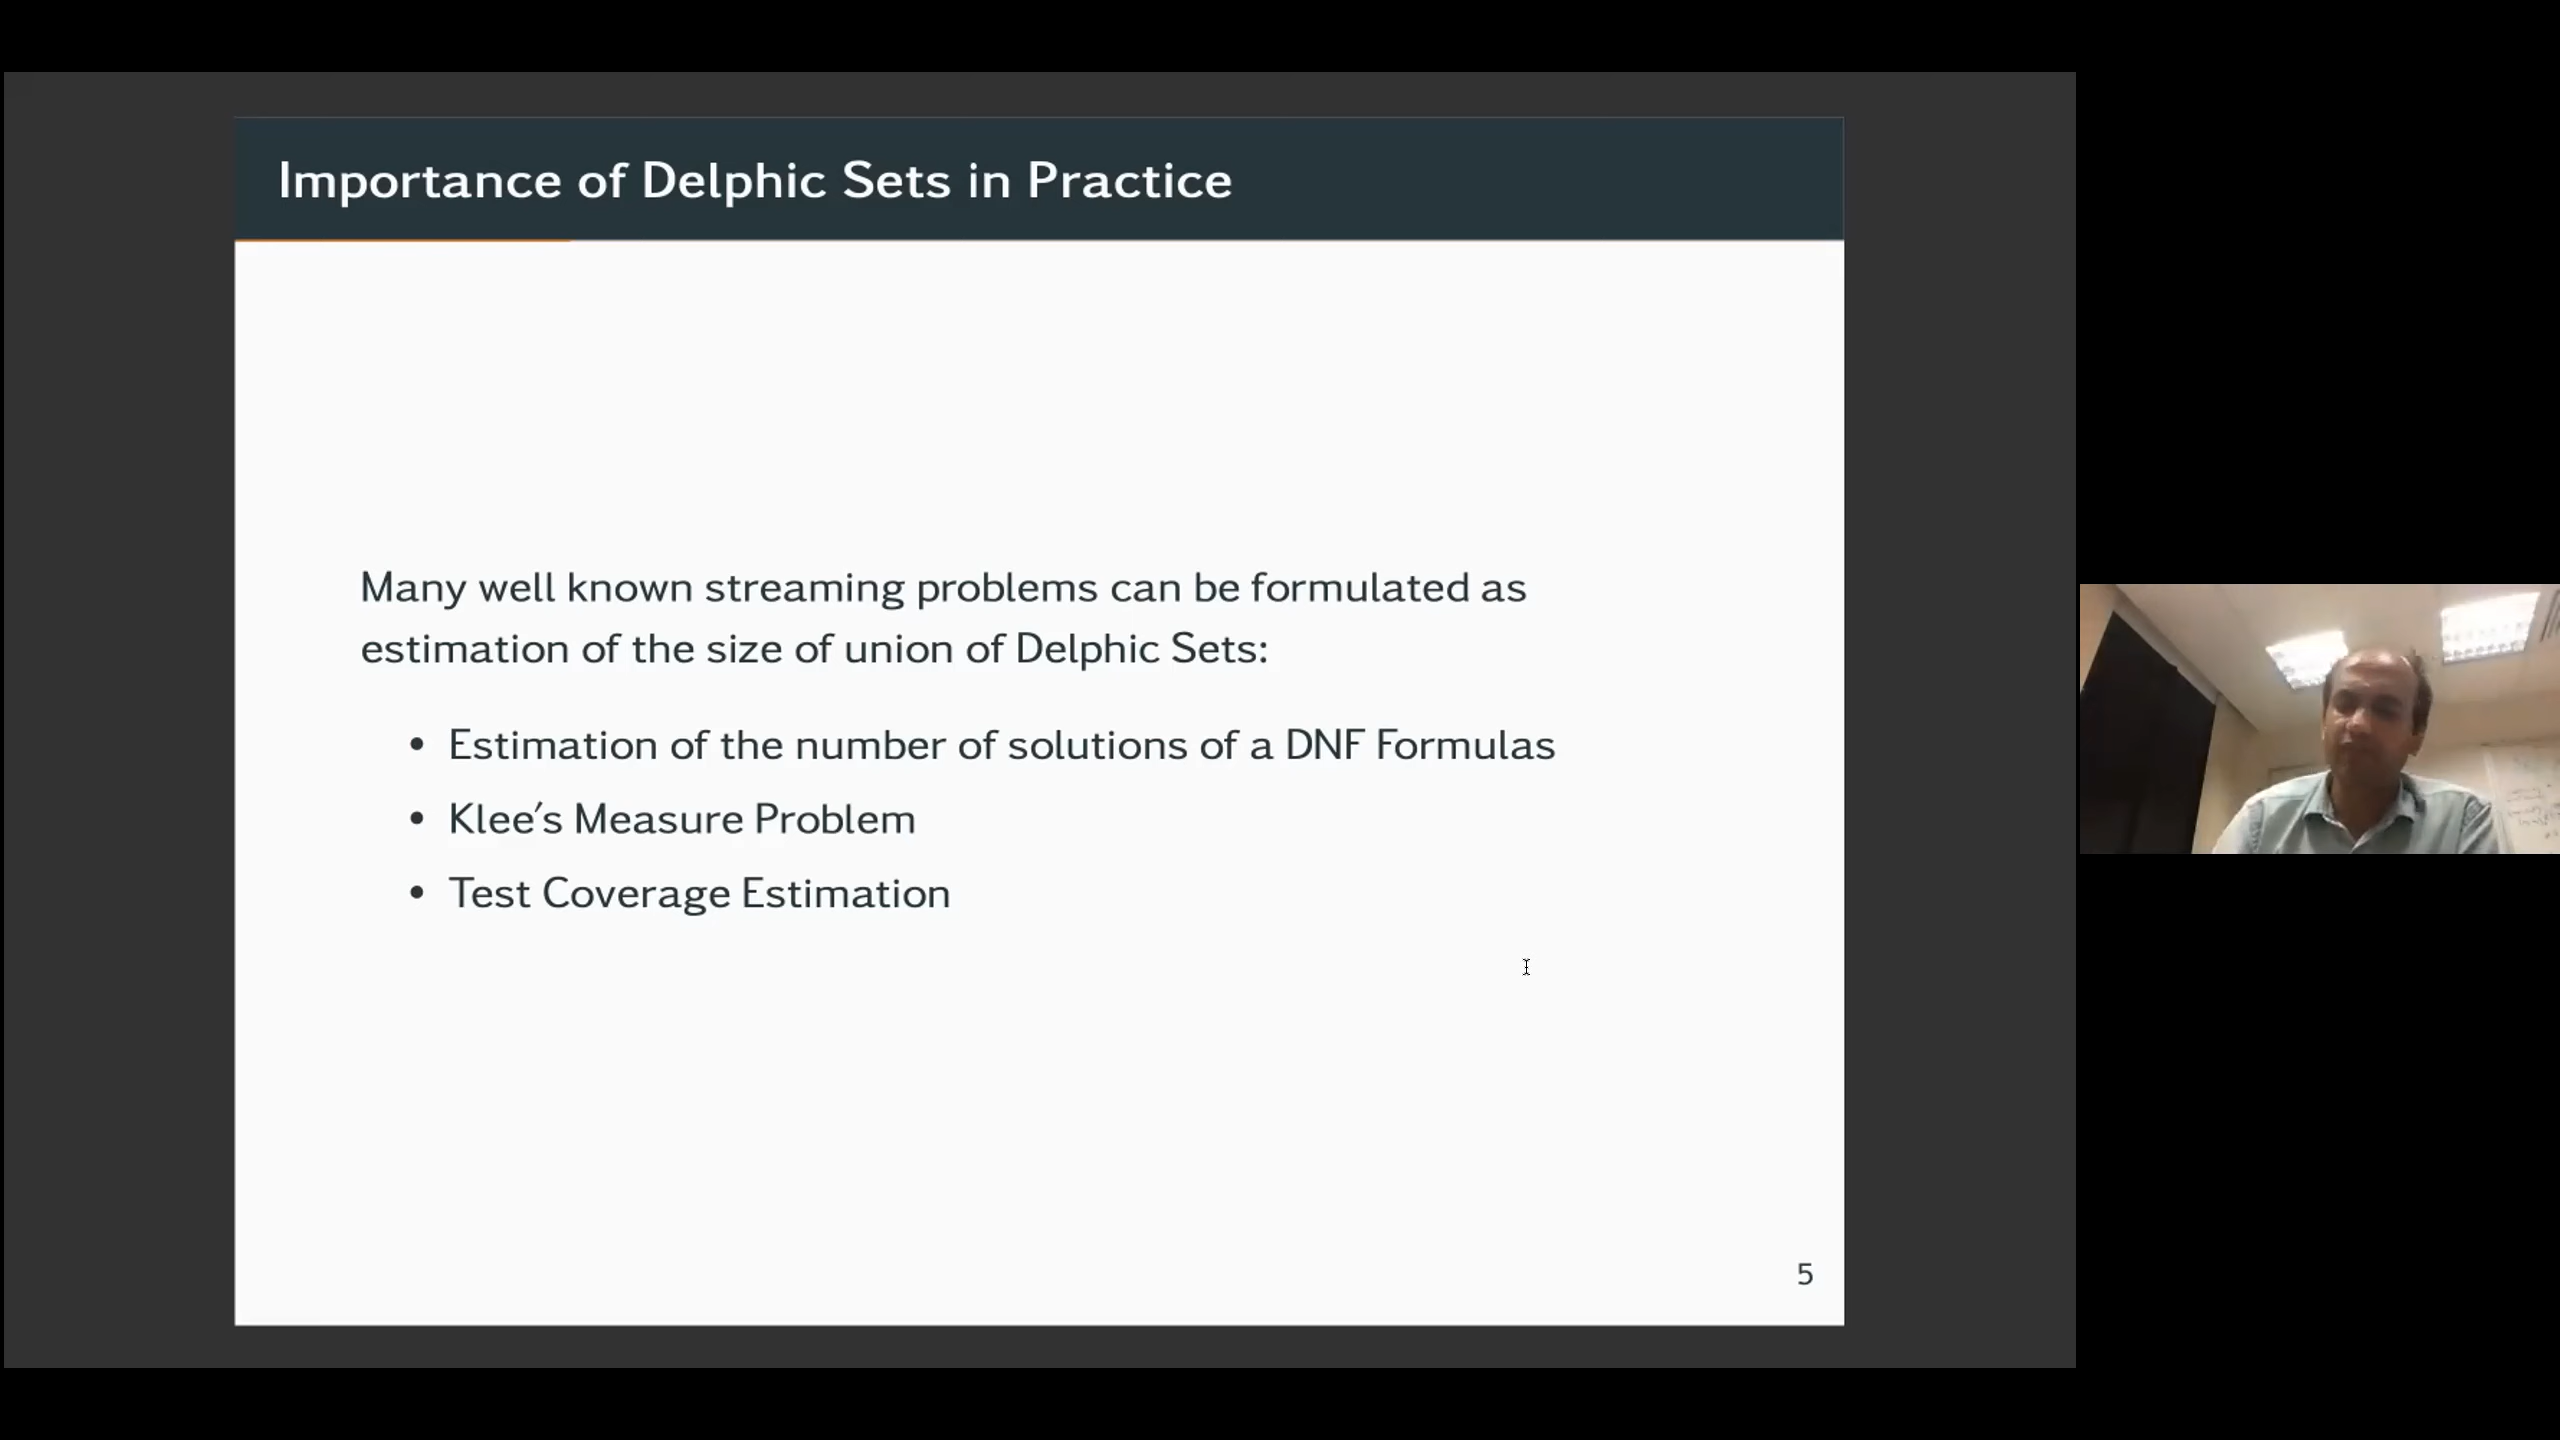 Importance of Delphic Sets in Practice
Many well known streaming problems can be formulated as
estimation of the size of union of Delphic Sets:
• Estimation of the number of solutions of a DNF Formulas
• Klee's Measure Problem
• Test Coverage Estimation
5